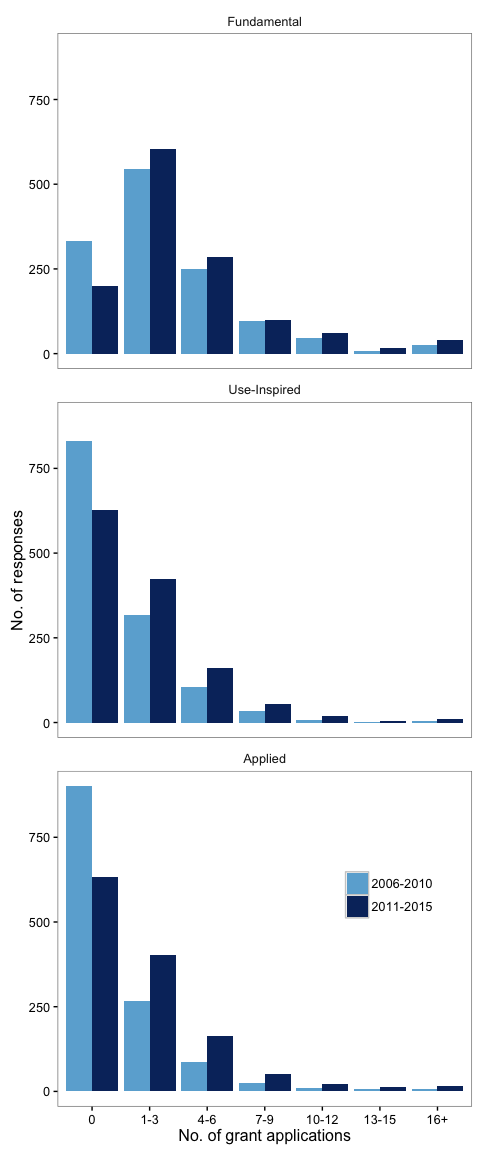 Fundamental
750
500
250
0
Use-Inspired
750
500
250
0
No. of responses
Applied
750
500
250
0
2006-2010
2011-2015
0 1-3 4-6 7-9 10-12 13-15 16+
No. of grant applications